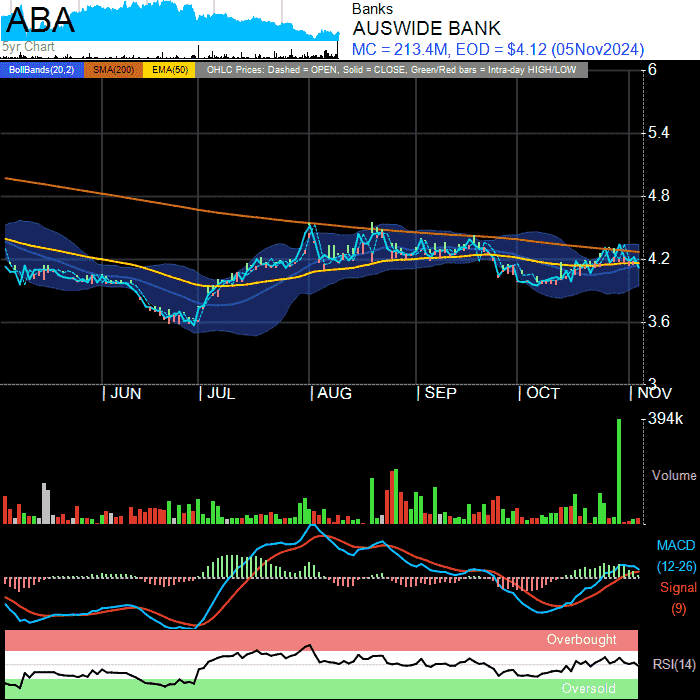 ABA
5yr Chart
Banks
AUSWIDE BANK
MC = 213.4M, EOD = $4.12 (05Nov2024)
BollBands(20,2) SMA(200) EMA(50) OHLC Prices: Dashed = OPEN, Solid = CLOSE, Green/Red bars = Intra-day HIGH/LOW
6
5.4
4.8
4.2
3.6
3
JUN JUL AUG SEP OCT NOV
394k
Volume
MACD
(12-26)
Signal
(9)
Overbought
RSI(14)
Oversold